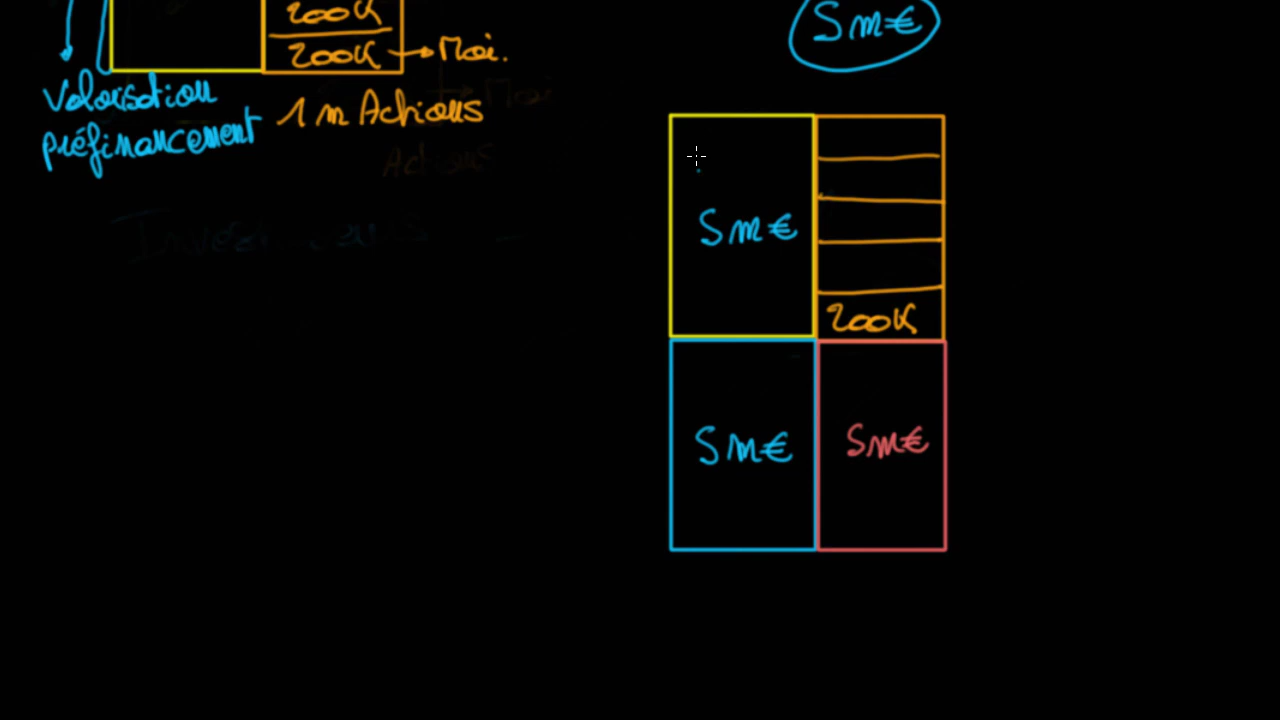 200K
200K → Moi.
Valorisation
préfinancement
1 m Actions
5m€
5m€
200K
5m€
5m€